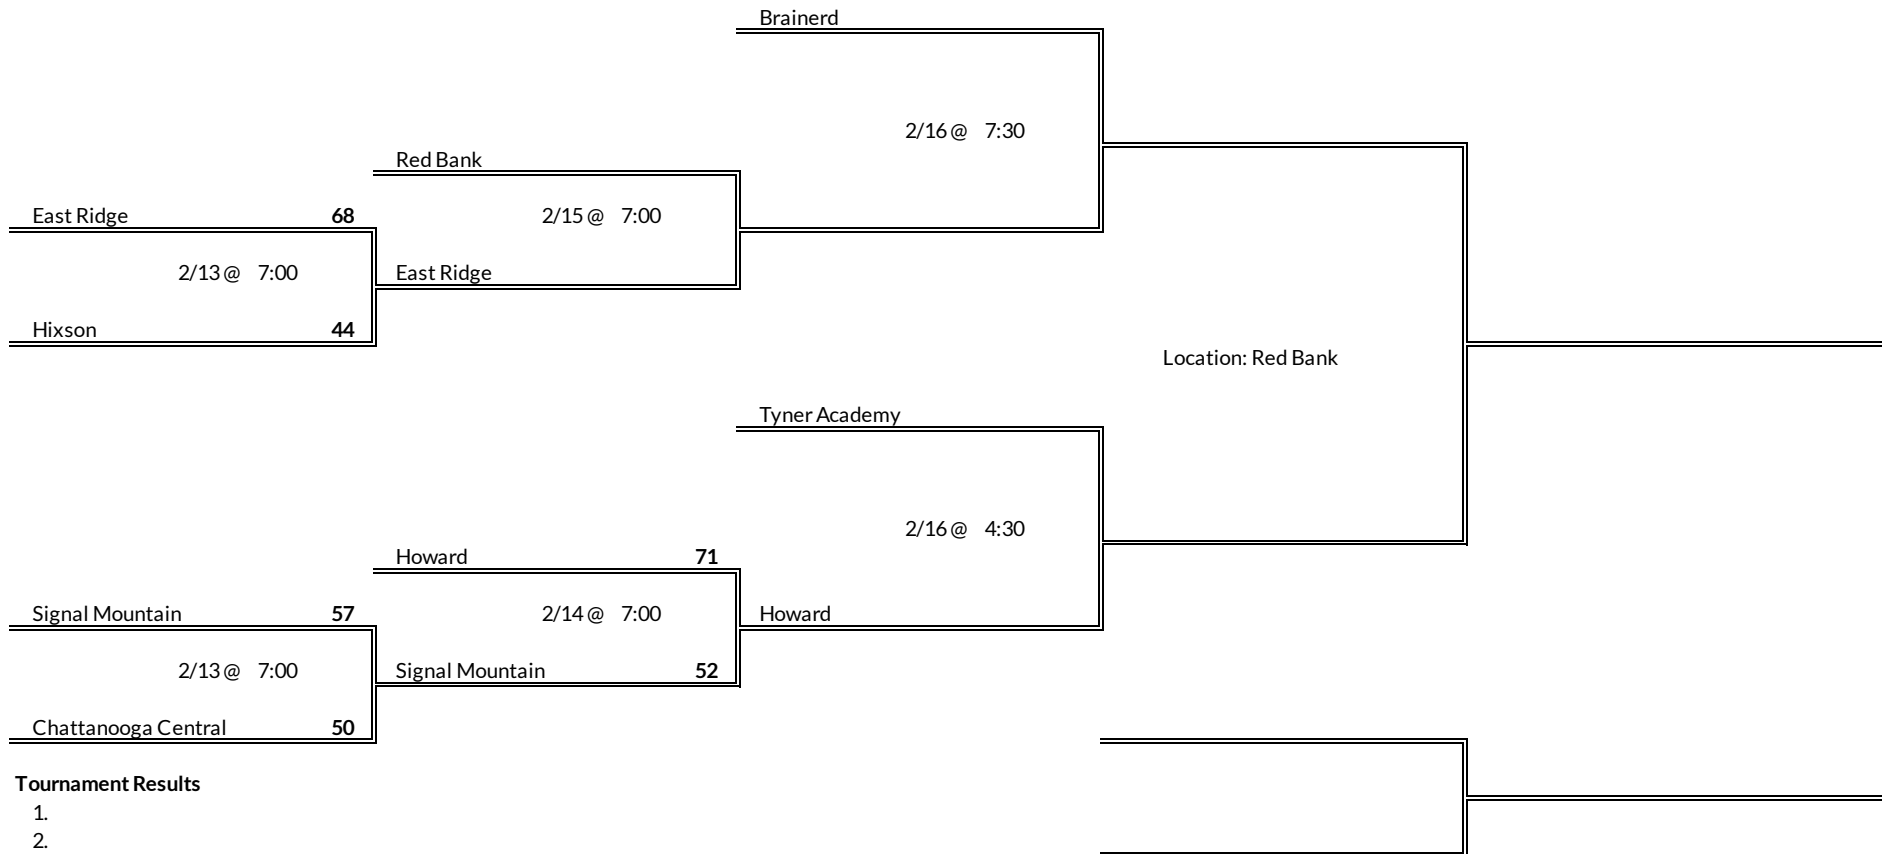 Brainerd
2/16 @ 7:30
Red Bank
East Ridge 68
2/15 @ 7:00
2/13 @ 7:00
East Ridge
Hixson 44
Location: Red Bank
Tyner Academy
2/16 @ 4:30
Howard 71
Signal Mountain 57
2/14 @ 7:00
Howard
2/13 @ 7:00
Signal Mountain 52
Chattanooga Central 50
Tournament Results
1.
2.